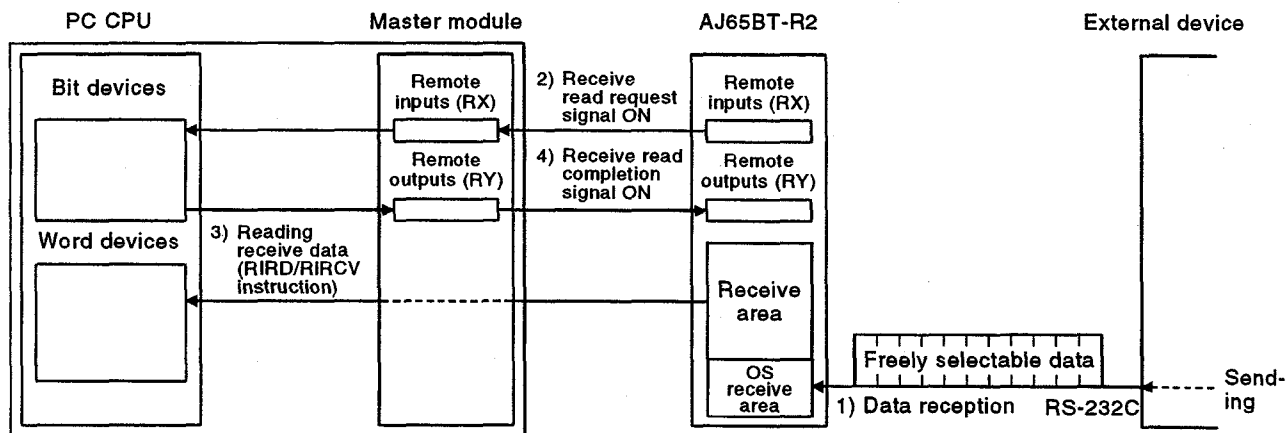 PC CPU
Master module
AJ65BT-R2
External device
Bit devices
Remote
inputs (RX)
2) Receive
read request
signal ON
Remote
inputs (RX)
Remote
outputs (RY)
4) Receive read
completion
signal ON
Remote
outputs (RY)
Word devices
3) Reading
receive data
(RIRD/RIRCV
instruction)
Receive
area
OS
receive
area
Freely selectable data
1) Data reception
RS-232C
Send-
ing